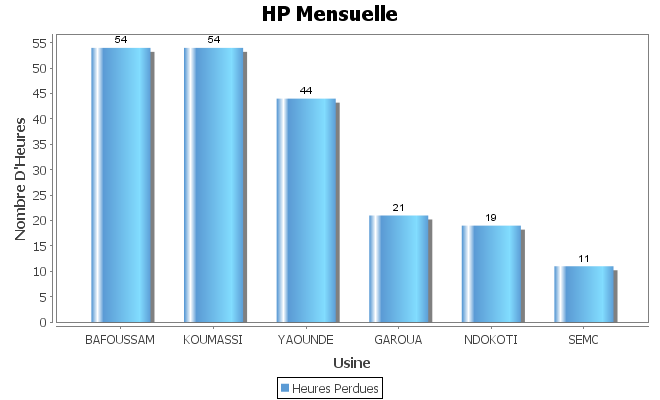 HP Mensuelle
Nombre D'Heures
55
50
45
40
35
30
25
20
15
10
5
0
54
54
44
21
19
11
BAFOUSSAM
KOUMASSI
YAOUNDE
GAROUA
NDOKOTI
SEMC
Usine
Heures Perdues